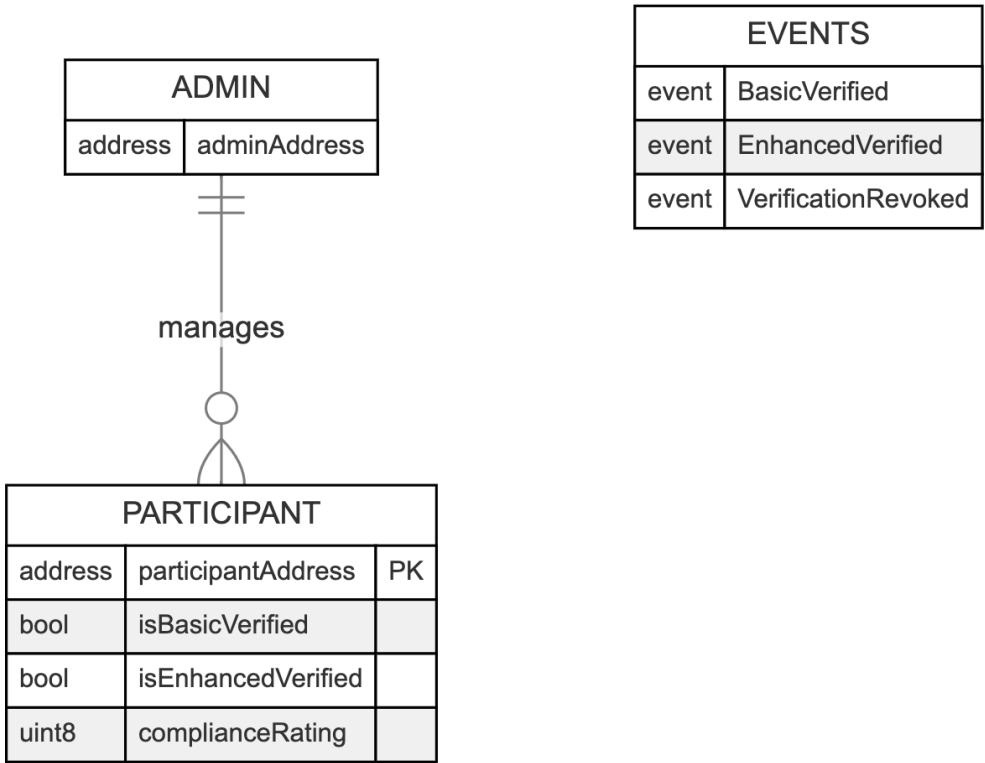 ADMIN
address adminAddress
EVENTS
event BasicVerified
event EnhancedVerified
event VerificationRevoked
manages
PARTICIPANT
address participantAddress PK
bool isBasicVerified
bool isEnhancedVerified
uint8 complianceRating